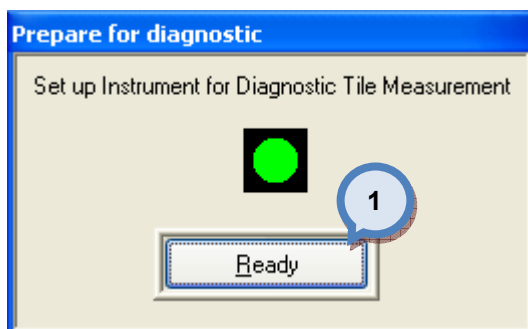 Prepare for diagnostic
Set up Instrument for Diagnostic Tile Measurement
1
Ready